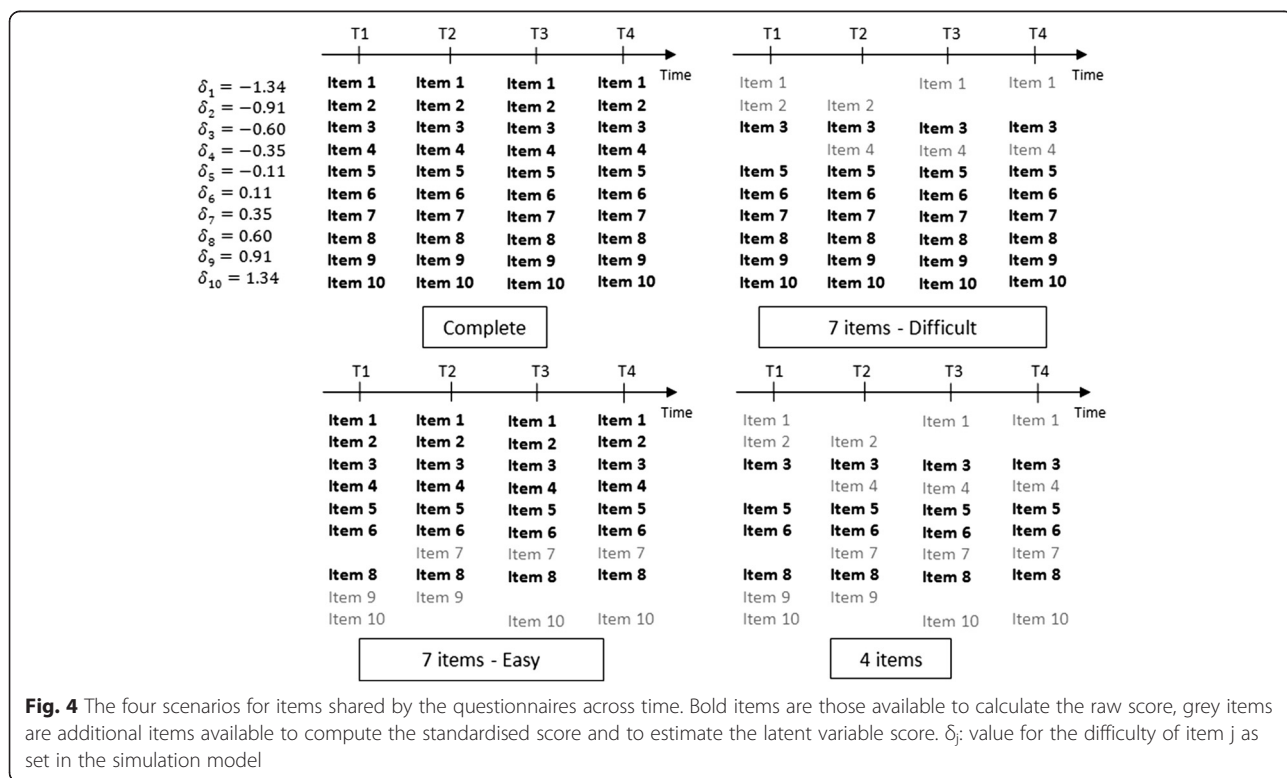 T1 T2 T3 T4
Time
δ₁ = −1.34 Item 1 Item 1 Item 1 Item 1
δ₂ = −0.91 Item 2 Item 2 Item 2 Item 2
δ₃ = −0.60 Item 3 Item 3 Item 3 Item 3
δ₄ = −0.35 Item 4 Item 4 Item 4 Item 4
δ₅ = −0.11 Item 5 Item 5 Item 5 Item 5
δ₆ = 0.11 Item 6 Item 6 Item 6 Item 6
δ₇ = 0.35 Item 7 Item 7 Item 7 Item 7
δ₈ = 0.60 Item 8 Item 8 Item 8 Item 8
δ₉ = 0.91 Item 9 Item 9 Item 9 Item 9
δ₁₀ = 1.34 Item 10 Item 10 Item 10 Item 10
Complete
T1 T2 T3 T4
Time
Item 1 Item 1 Item 1
Item 2 Item 2
Item 3 Item 3 Item 3 Item 3
Item 4 Item 4 Item 4
Item 5 Item 5 Item 5 Item 5
Item 6 Item 6 Item 6 Item 6
Item 7 Item 7 Item 7 Item 7
Item 8 Item 8 Item 8 Item 8
Item 9 Item 9 Item 9 Item 9
Item 10 Item 10 Item 10 Item 10
7 items - Difficult
T1 T2 T3 T4
Time
Item 1 Item 1 Item 1 Item 1
Item 2 Item 2 Item 2 Item 2
Item 3 Item 3 Item 3 Item 3
Item 4 Item 4 Item 4 Item 4
Item 5 Item 5 Item 5 Item 5
Item 6 Item 6 Item 6 Item 6
Item 7 Item 7 Item 7
Item 8 Item 8 Item 8 Item 8
Item 9 Item 9
Item 10 Item 10 Item 10
7 items - Easy
T1 T2 T3 T4
Time
Item 1 Item 1 Item 1
Item 2 Item 2
Item 3 Item 3 Item 3 Item 3
Item 4 Item 4 Item 4
Item 5 Item 5 Item 5 Item 5
Item 6 Item 6 Item 6 Item 6
Item 7 Item 7 Item 7
Item 8 Item 8 Item 8 Item 8
Item 9 Item 9
Item 10 Item 10 Item 10
4 items
Fig. 4 The four scenarios for items shared by the questionnaires across time. Bold items are those available to calculate the raw score, grey items
are additional items available to compute the standardised score and to estimate the latent variable score. δⱼ: value for the difficulty of item j as
set in the simulation model